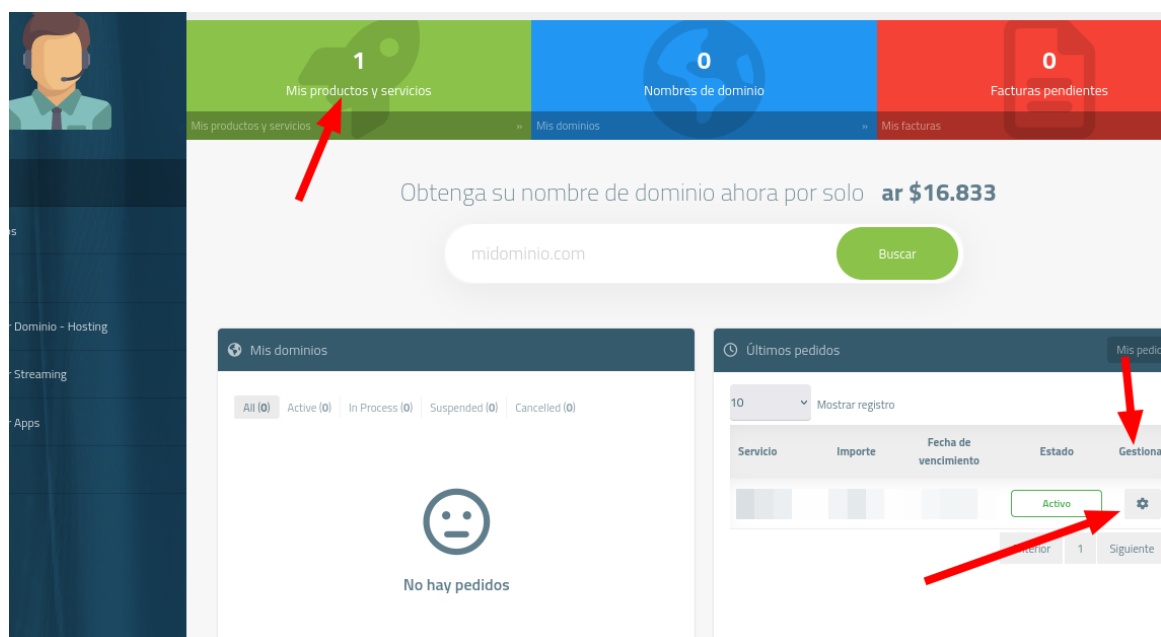 1
Mis productos y servicios
Mis productos y servicios »
0
Nombres de dominio
Mis dominios »
0
Facturas pendientes
Mis facturas
Obtenga su nombre de dominio ahora por solo ar $16.833
midominio.com
Buscar
Dominio - Hosting
Streaming
Apps
Mis dominios
All (0) Active (0) In Process (0) Suspended (0) Cancelled (0)
No hay pedidos
Últimos pedidos
Mis pedid
10 Mostrar registro
Servicio Importe Fecha de vencimiento Estado Gestiona
Activo
1 Siguiente